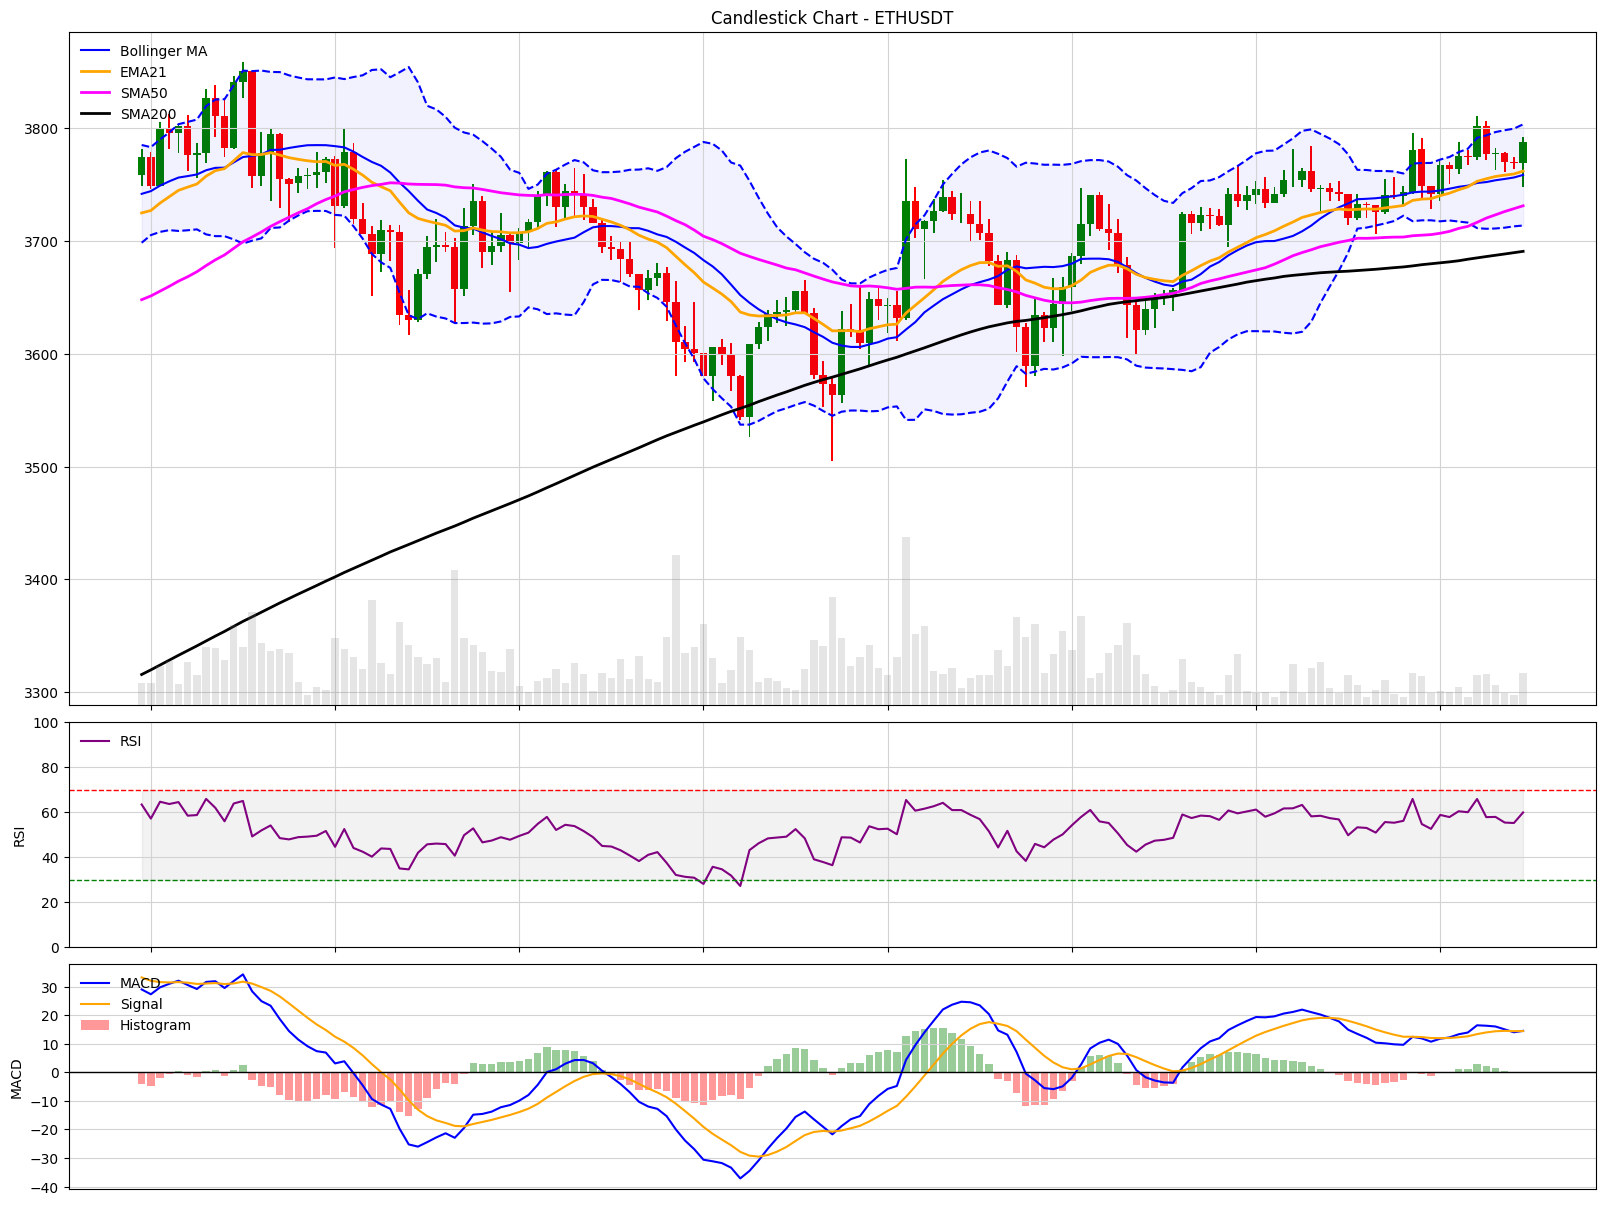 Candlestick Chart - ETHUSDT
Bollinger MA
EMA21
SMA50
SMA200
3800
3700
3600
3500
3400
3300
RSI
100
80
60
40
20
0
RSI
MACD
Signal
Histogram
30
20
10
0
−10
−20
−30
−40
MACD